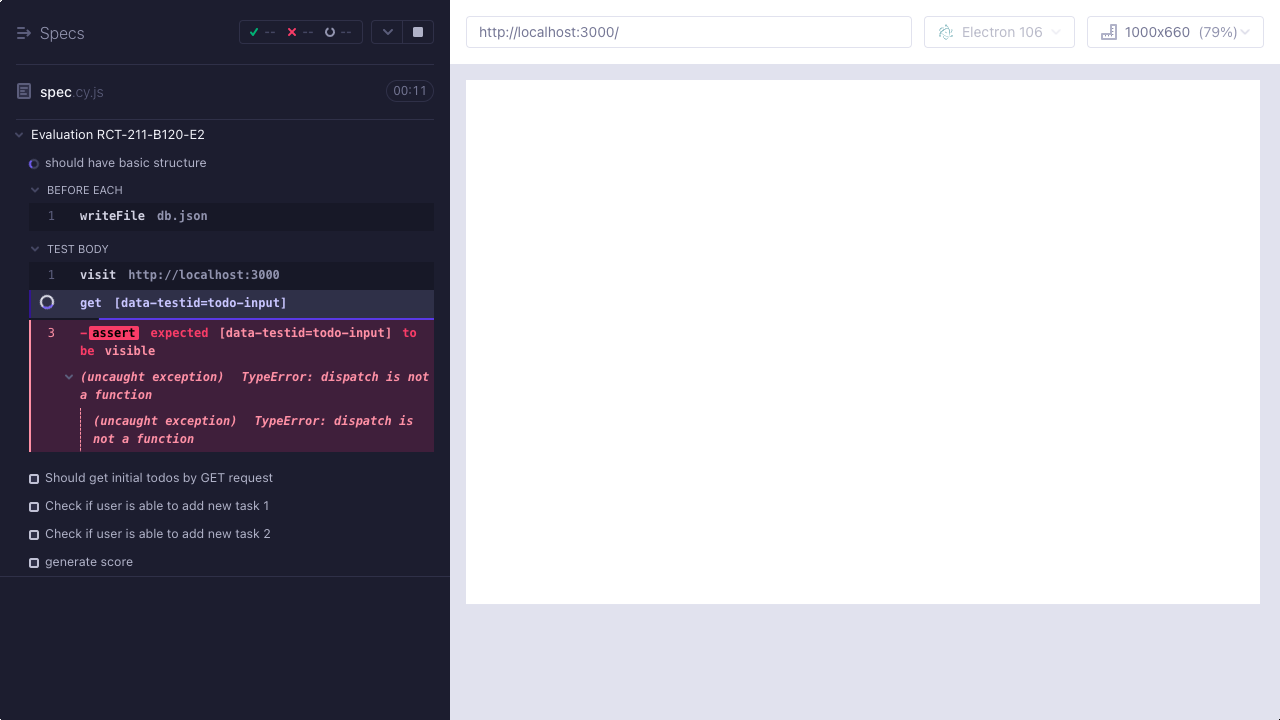 Specs
-- -- --
http://localhost:3000/
Electron 106
1000x660 (79%)
spec.cy.js
00:11
Evaluation RCT-211-B120-E2
should have basic structure
BEFORE EACH
1 writeFile db.json
TEST BODY
1 visit http://localhost:3000
get [data-testid=todo-input]
3 -assert expected [data-testid=todo-input] to
be visible
(uncaught exception) TypeError: dispatch is not
a function
(uncaught exception) TypeError: dispatch is
not a function
Should get initial todos by GET request
Check if user is able to add new task 1
Check if user is able to add new task 2
generate score